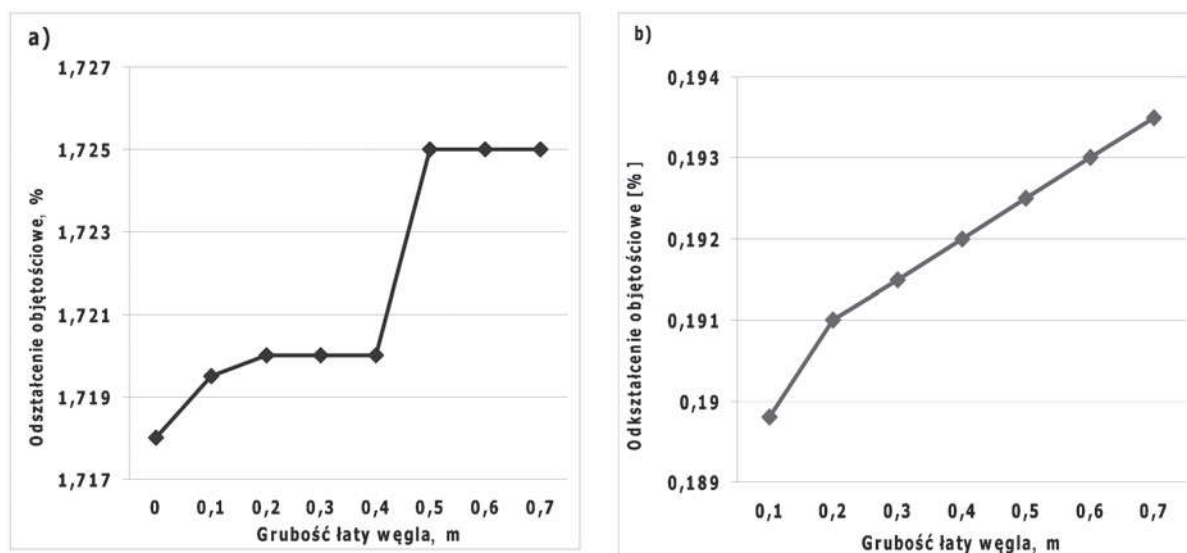 a)
1,727
1,725
1,723
1,721
1,719
1,717
Odształcenie objętościowe, %
0 0,1 0,2 0,3 0,4 0,5 0,6 0,7
Grubość łaty węgla, m
b)
0,194
0,193
0,192
0,191
0,19
0,189
Odkształcenie objętościowe [%]
0,1 0,2 0,3 0,4 0,5 0,6 0,7
Grubość łaty węgla, m